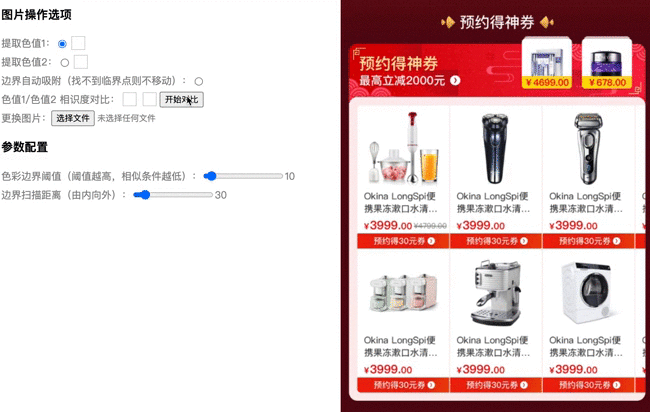 图片操作选项
提取色值1：
提取色值2：
边界自动吸附（找不到临界点则不移动）：
色值1/色值2 相识度对比： 开始对比
更换图片： 选择文件 未选择任何文件
参数配置
色彩边界阈值（阈值越高，相似条件越低）： 10
边界扫描距离（由内向外）： 30
预约得神券
预约得神券
最高立减2000元
¥4699.00 ¥678.00
Okina LongSpi便 Okina LongSpi便 Okina LongSpi便
携果冻漱口水清... 携果冻漱口水清... 携果冻漱口水清...
¥3999.00 ¥4799.00 ¥3999.00 ¥3999.00
预约得30元券 预约得30元券 预约得30元券
Okina LongSpi便 Okina LongSpi便 Okina LongSpi便
携果冻漱口水清... 携果冻漱口水清... 携果冻漱口水清...
¥3999.00 ¥3999.00 ¥3999.00
预约得30元券 预约得30元券 预约得30元券